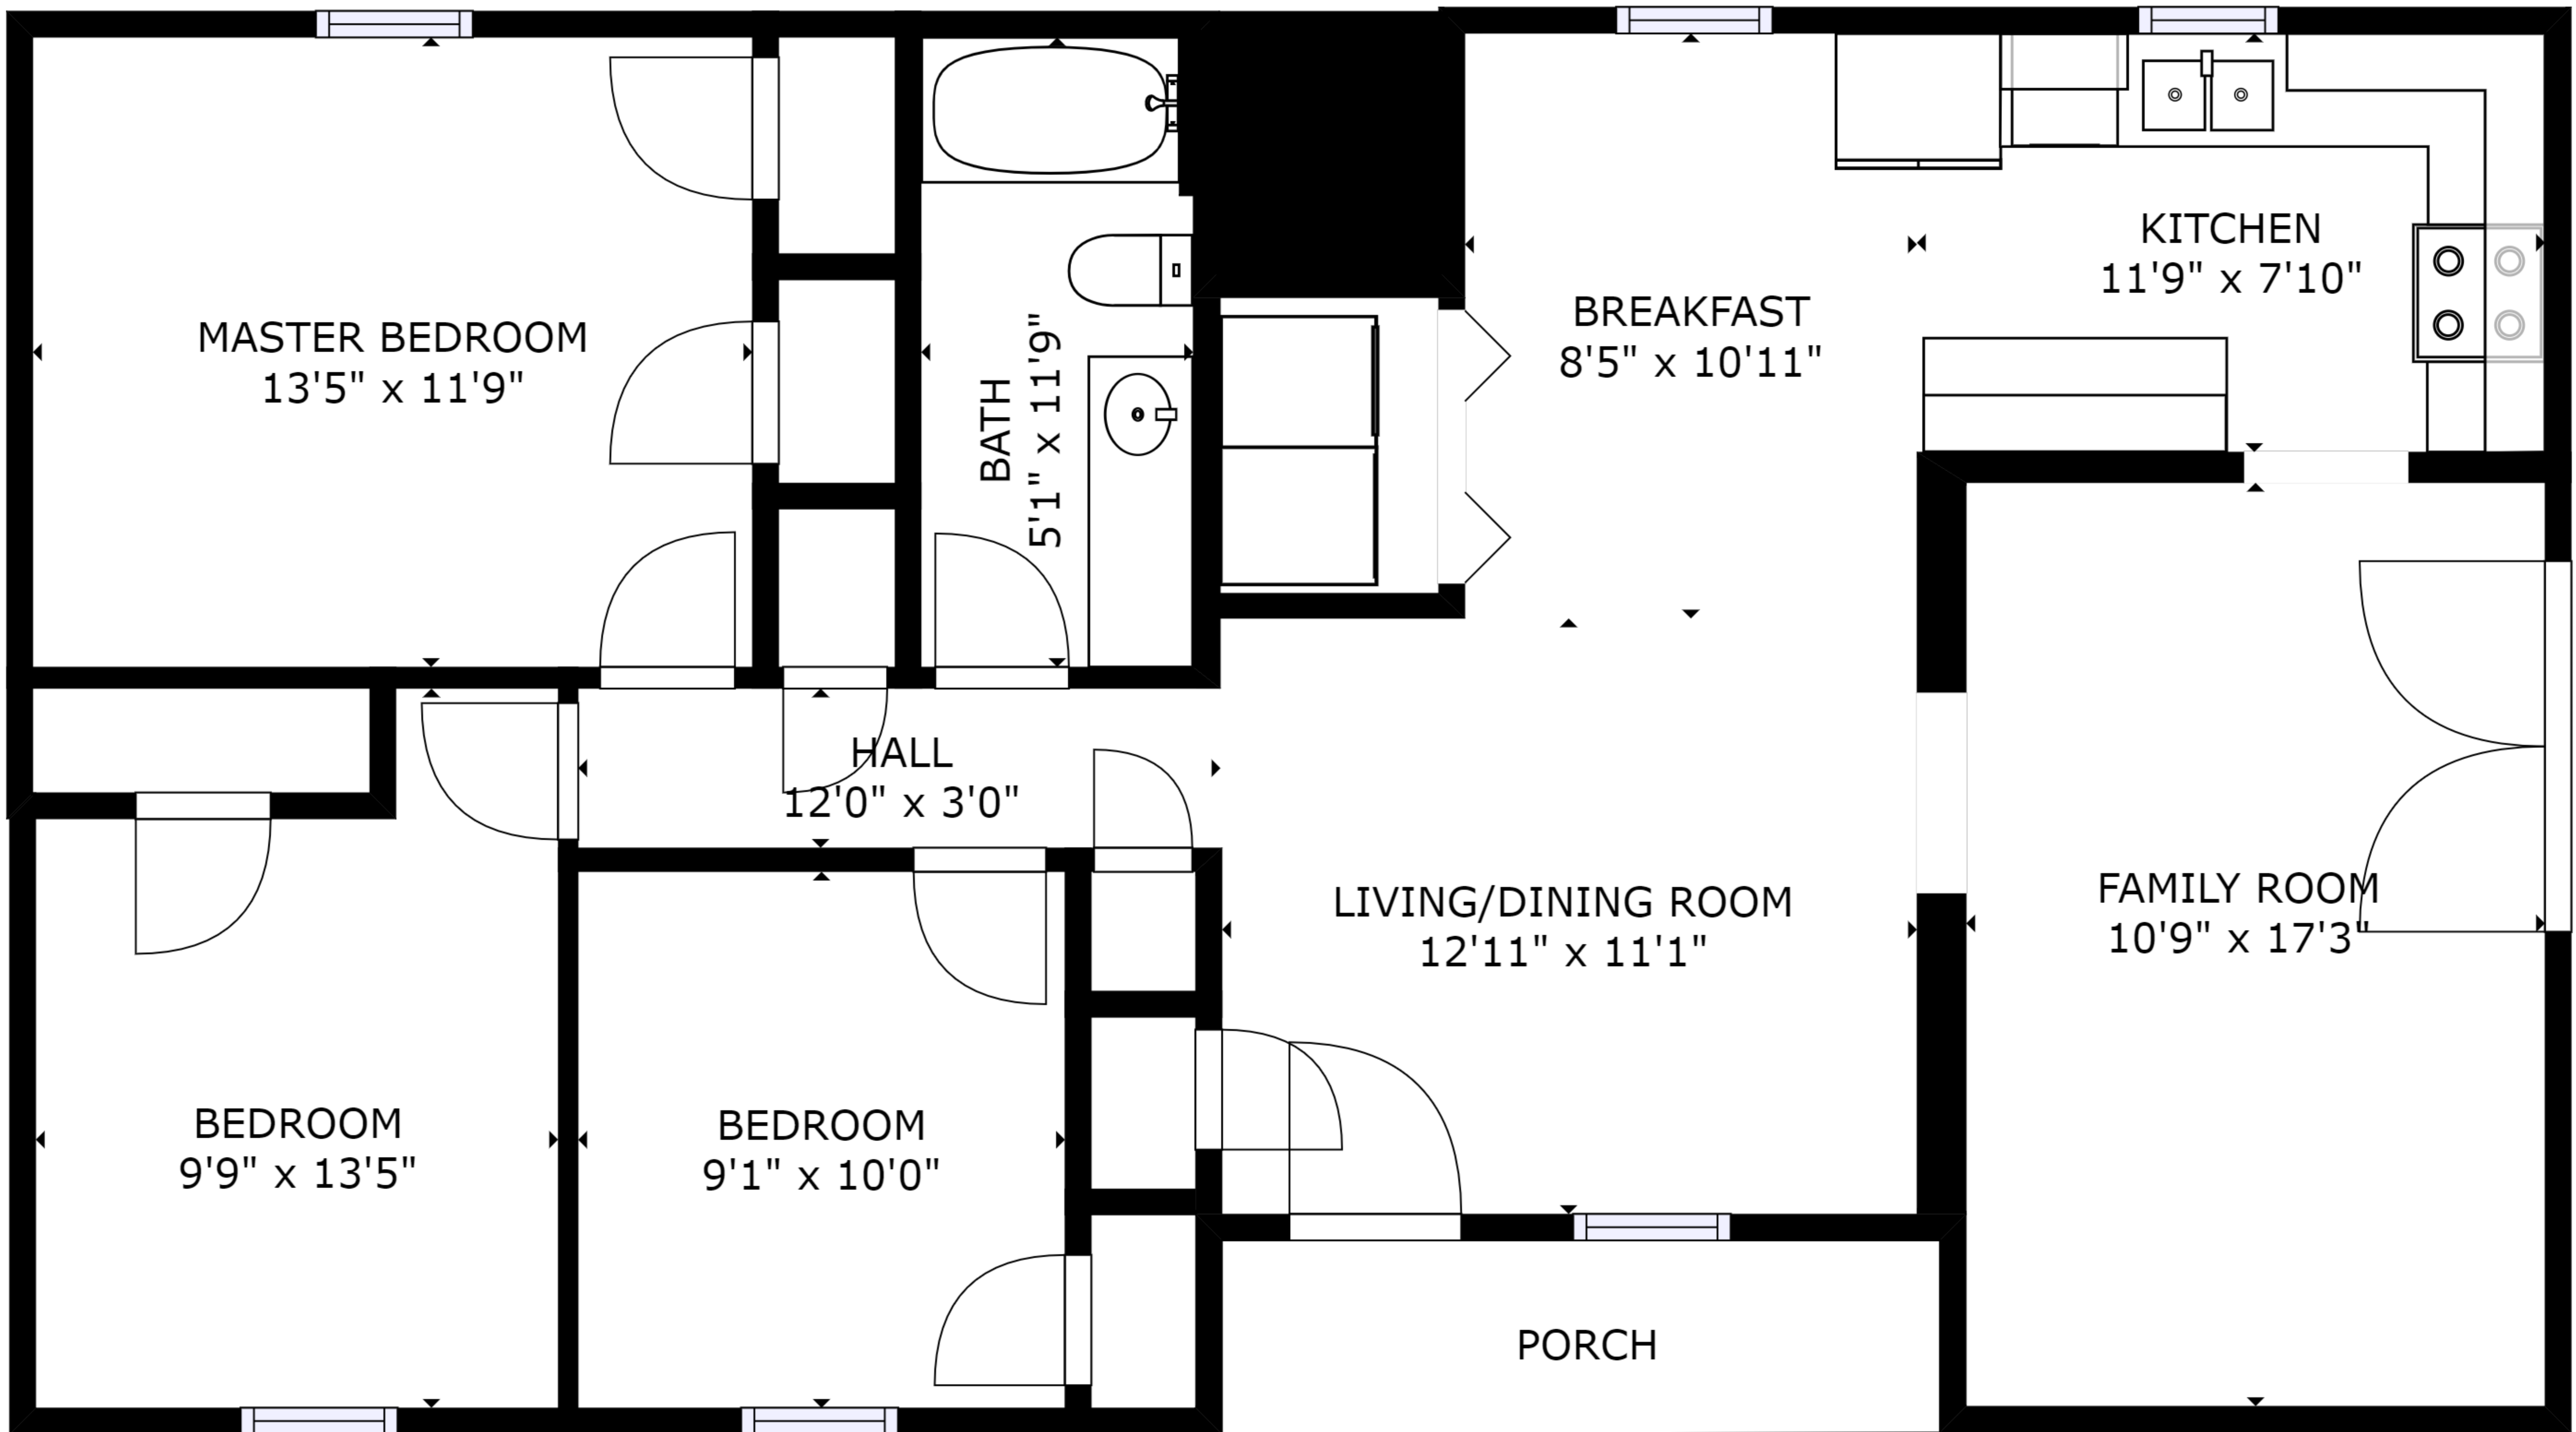 MASTER BEDROOM
13'5" x 11'9"
BATH
5'1" x 11'9"
BREAKFAST
8'5" x 10'11"
KITCHEN
11'9" x 7'10"
HALL
12'0" x 3'0"
LIVING/DINING ROOM
12'11" x 11'1"
FAMILY ROOM
10'9" x 17'3"
BEDROOM
9'9" x 13'5"
BEDROOM
9'1" x 10'0"
PORCH